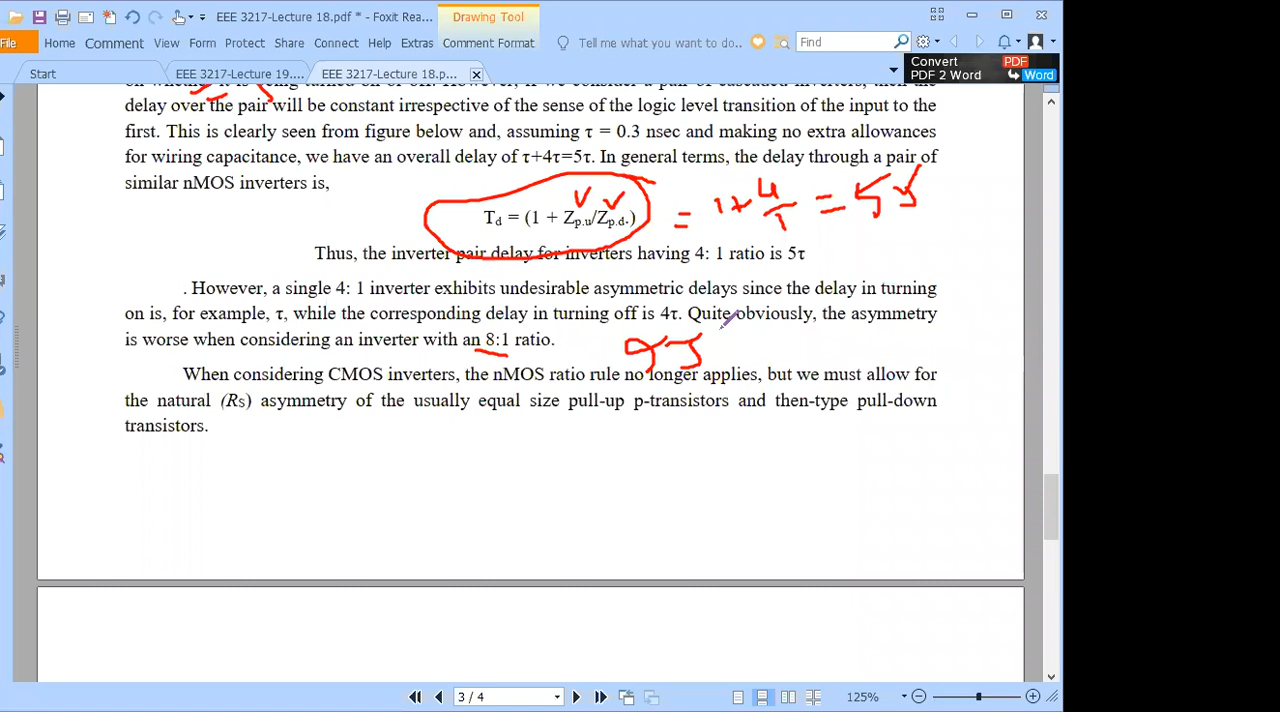 EEE 3217-Lecture 18.pdf * - Foxit Rea...
Drawing Tool
File
Home
Comment
View
Form
Protect
Share
Connect
Help
Extras
Comment Format
Tell me what you want to do..
Find
Start
EEE 3217-Lecture 19....
EEE 3217-Lecture 18.p...
Convert
PDF 2 Word
PDF
Word
delay over the pair will be constant irrespective of the sense of the logic level transition of the input to the
first. This is clearly seen from figure below and, assuming τ = 0.3 nsec and making no extra allowances
for wiring capacitance, we have an overall delay of τ+4τ=5τ. In general terms, the delay through a pair of
similar nMOS inverters is,
Td = (1 + Zp.u/Zp.d.)
= 1+ 4/1 = 5
Thus, the inverter pair delay for inverters having 4: 1 ratio is 5τ
. However, a single 4: 1 inverter exhibits undesirable asymmetric delays since the delay in turning
on is, for example, τ, while the corresponding delay in turning off is 4τ. Quite obviously, the asymmetry
is worse when considering an inverter with an 8:1 ratio.
When considering CMOS inverters, the nMOS ratio rule no longer applies, but we must allow for
the natural (RS) asymmetry of the usually equal size pull-up p-transistors and then-type pull-down
transistors.
3 / 4
125%